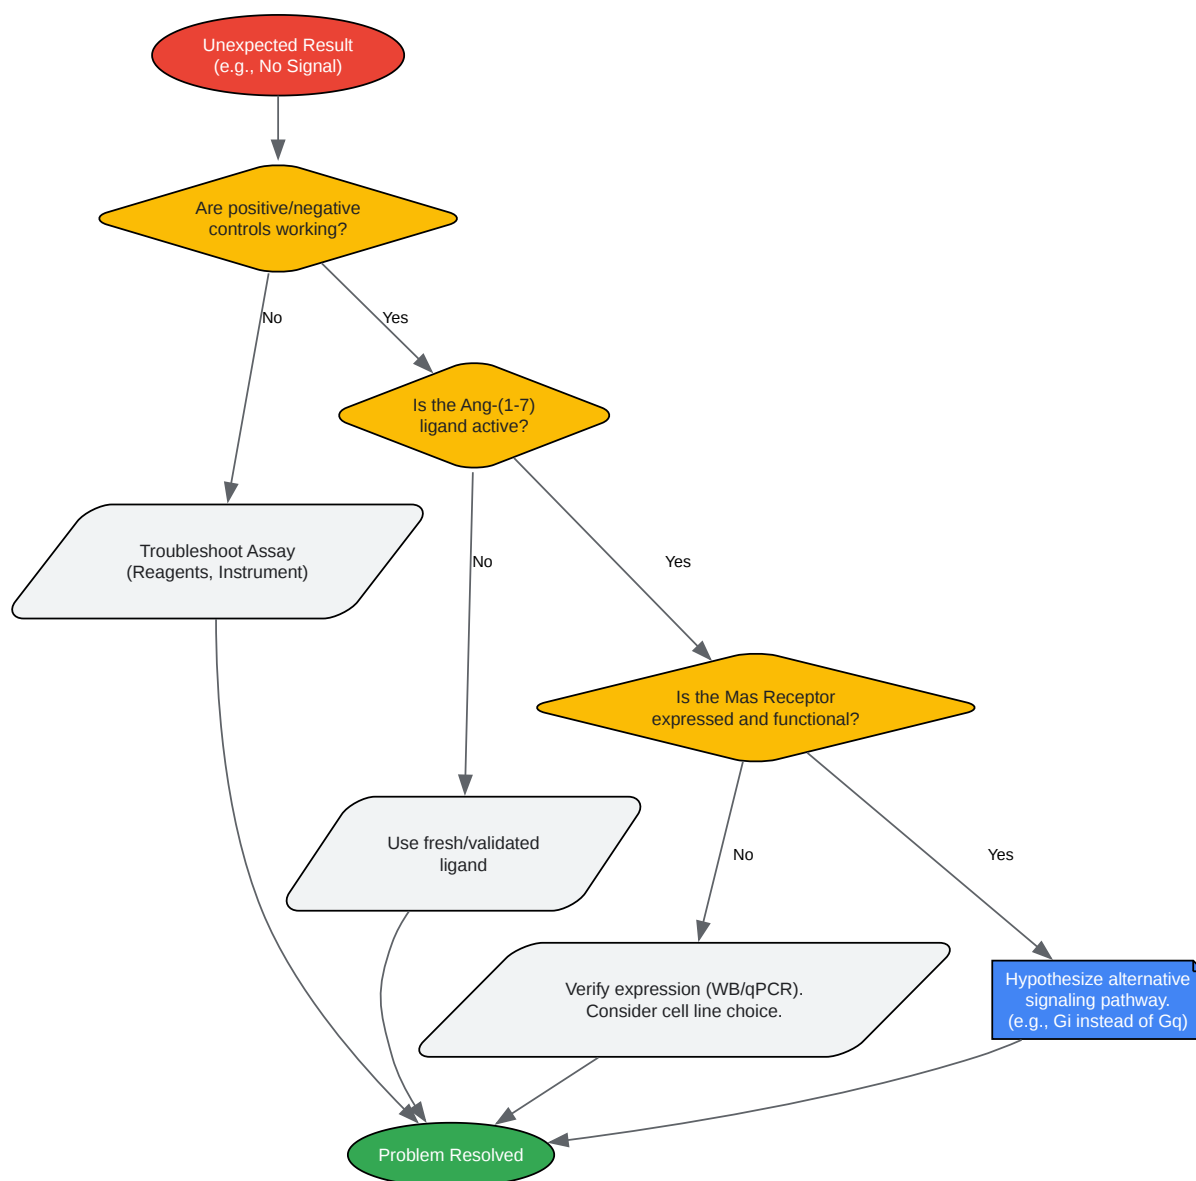 Unexpected Result
(e.g., No Signal)
Are positive/negative
controls working?
No
Yes
Is the Ang-(1-7)
ligand active?
Troubleshoot Assay
(Reagents, Instrument)
No
Yes
Is the Mas Receptor
expressed and functional?
Use fresh/validated
ligand
No
Yes
Verify expression (WB/qPCR).
Consider cell line choice.
Hypothesize alternative
signaling pathway.
(e.g., Gi instead of Gq)
Problem Resolved